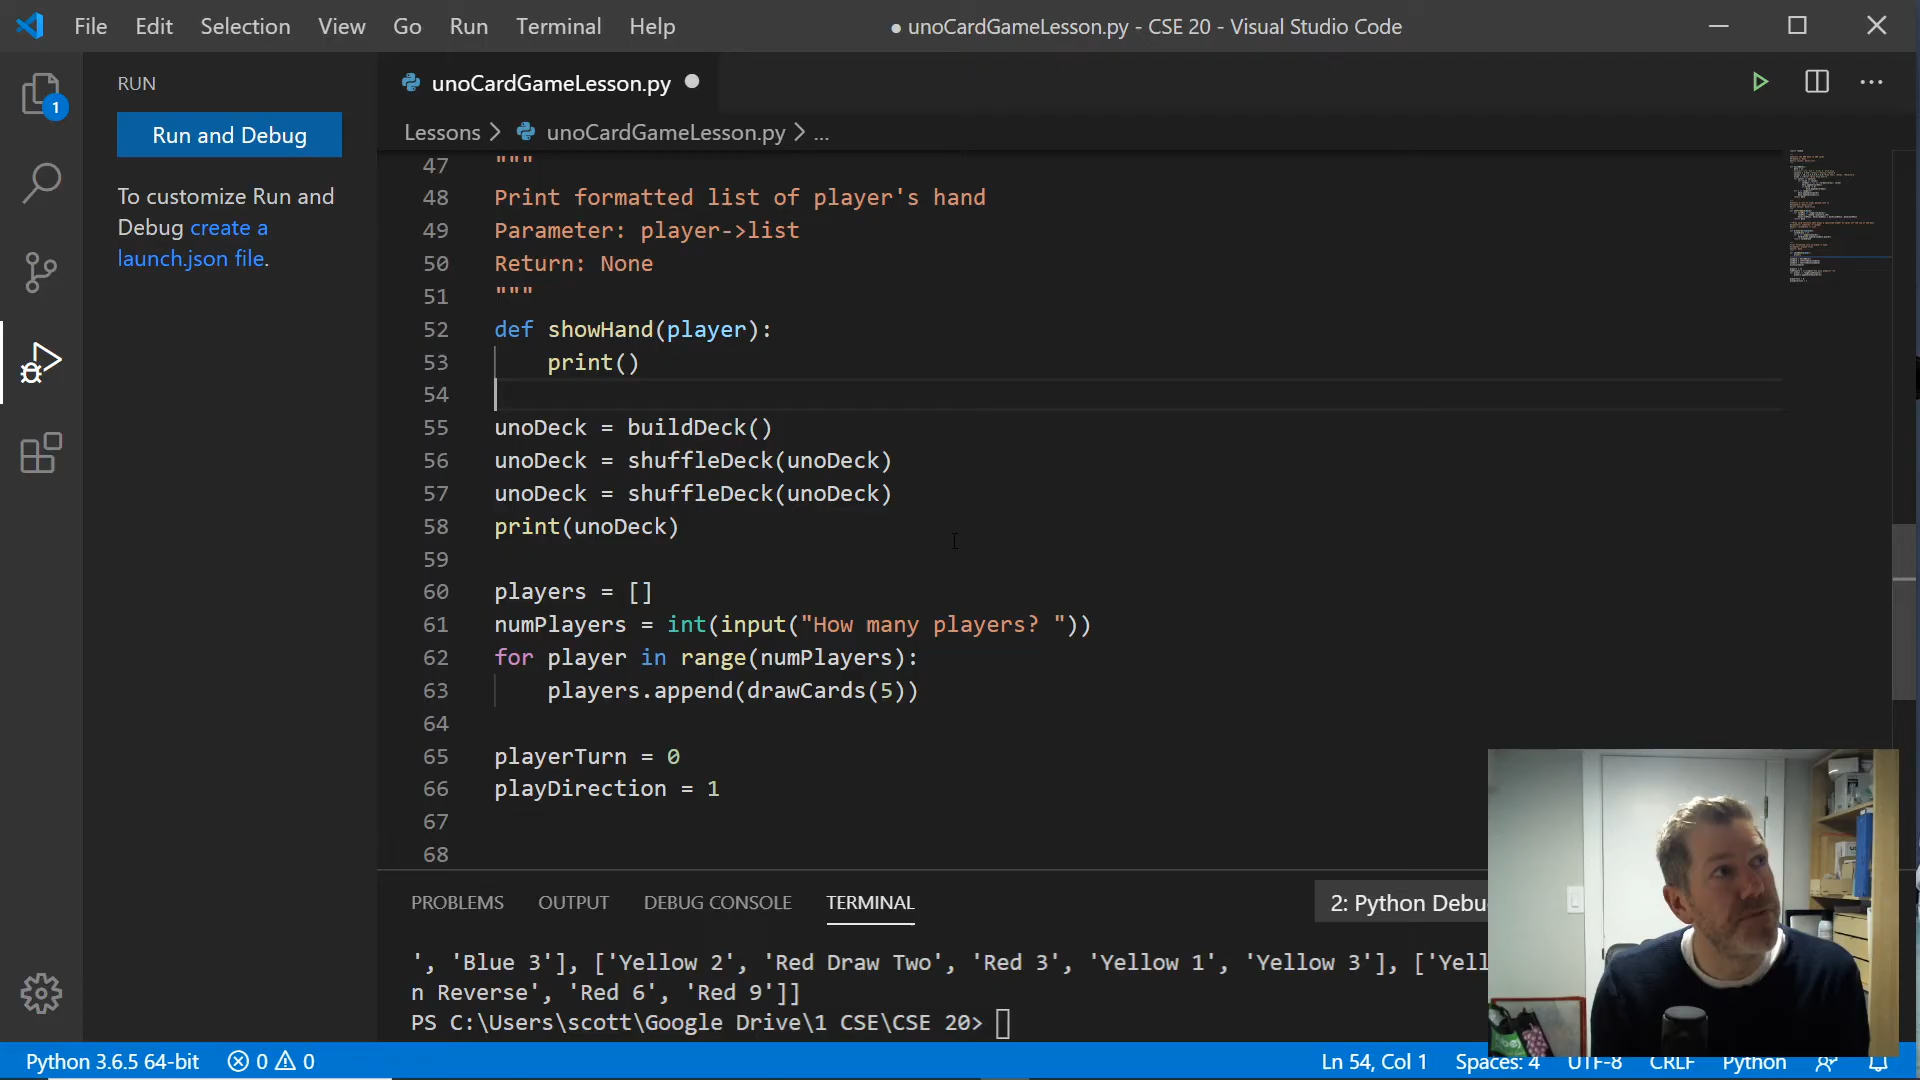 File Edit Selection View Go Run Terminal Help
● unoCardGameLesson.py - CSE 20 - Visual Studio Code
RUN
Run and Debug
To customize Run and
Debug create a
launch.json file.
1
unoCardGameLesson.py
Lessons > unoCardGameLesson.py > ...
47 """
48 Print formatted list of player's hand
49 Parameter: player->list
50 Return: None
51 """
52 def showHand(player):
53 print()
54
55 unoDeck = buildDeck()
56 unoDeck = shuffleDeck(unoDeck)
57 unoDeck = shuffleDeck(unoDeck)
58 print(unoDeck)
59
60 players = []
61 numPlayers = int(input("How many players? "))
62 for player in range(numPlayers):
63 players.append(drawCards(5))
64
65 playerTurn = 0
66 playDirection = 1
67
68
PROBLEMS OUTPUT DEBUG CONSOLE TERMINAL 2: Python Debu
', 'Blue 3'], ['Yellow 2', 'Red Draw Two', 'Red 3', 'Yellow 1', 'Yellow 3'], ['Yell
n Reverse', 'Red 6', 'Red 9']]
PS C:\Users\scott\Google Drive\1 CSE\CSE 20>
Python 3.6.5 64-bit 0 0 Ln 54, Col 1 Spaces: 4 UTF-8 CRLF Python